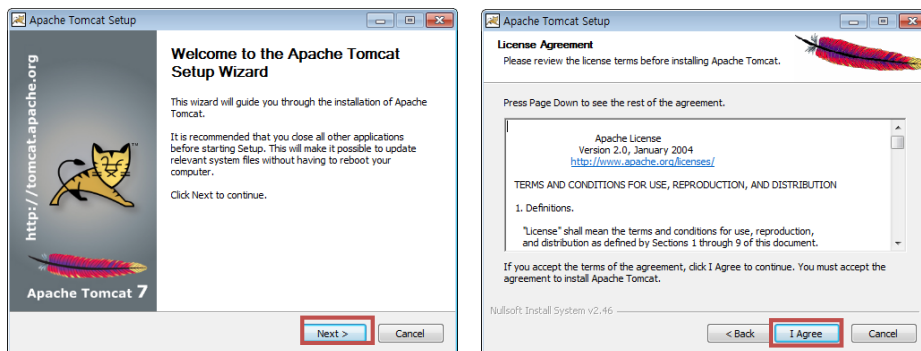 Apache Tomcat Setup
http://tomcat.apache.org
TM
Apache Tomcat 7
Welcome to the Apache Tomcat
Setup Wizard
This wizard will guide you through the installation of Apache
Tomcat.
It is recommended that you close all other applications
before starting Setup. This will make it possible to update
relevant system files without having to reboot your
computer.
Click Next to continue.
Next >
Cancel
Apache Tomcat Setup
License Agreement
Please review the license terms before installing Apache Tomcat.
Press Page Down to see the rest of the agreement.
Apache License
Version 2.0, January 2004
http://www.apache.org/licenses/
TERMS AND CONDITIONS FOR USE, REPRODUCTION, AND DISTRIBUTION
1. Definitions.
"License" shall mean the terms and conditions for use, reproduction,
and distribution as defined by Sections 1 through 9 of this document.
If you accept the terms of the agreement, click I Agree to continue. You must accept the
agreement to install Apache Tomcat.
Nullsoft Install System v2.46
< Back
I Agree
Cancel